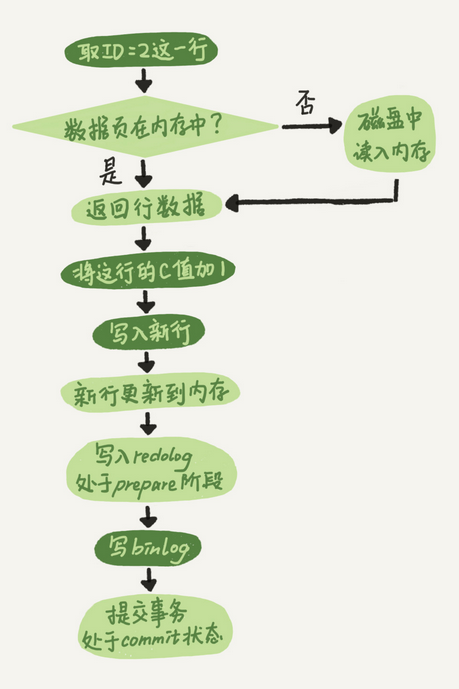 取ID=2这一行
数据页在内存中？
否
磁盘中
读入内存
是
返回行数据
将这行的C值加1
写入新行
新行更新到内存
写入redolog
处于prepare阶段
写binlog
提交事务
处于commit状态